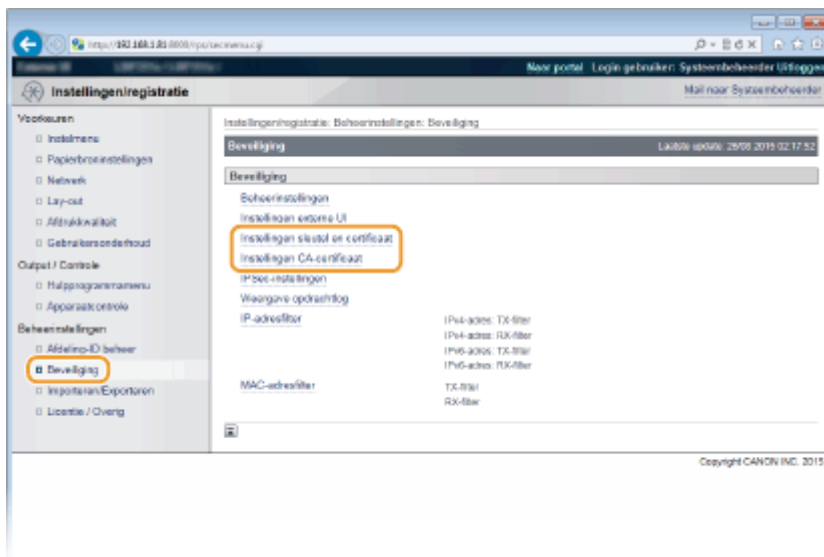 Naar portal Login gebruiker: Systeembeheerder Uitloggen
Instellingen/registratie
Mail naar Systeembeheerder
Voorkeuren
Instelmenu
Papierbroninstellingen
Netwerk
Lay-out
Afdrukkwaliteit
Gebruikersonderhoud
Output / Controle
Hulpprogrammamenu
Apparaatcontrole
Beheerinstellingen
Afdeling-ID beheer
Beveiliging
Importeren/Exporteren
Licentie / Overig
Instellingen/registratie: Beheerinstellingen: Beveiliging
Beveiliging
Laatste update: 02:17:52
Beveiliging
Beheerinstellingen
Instellingen externe UI
Instellingen sleutel en certificaat
Instellingen CA-certificaat
IPSec-instellingen
Weergave opdrachtlog
IP-adresfilter
IPv4-adres: TX-filter
IPv4-adres: RX-filter
IPv6-adres: TX-filter
IPv6-adres: RX-filter
MAC-adresfilter
TX-filter
RX-filter
Copyright CANON INC. 2015